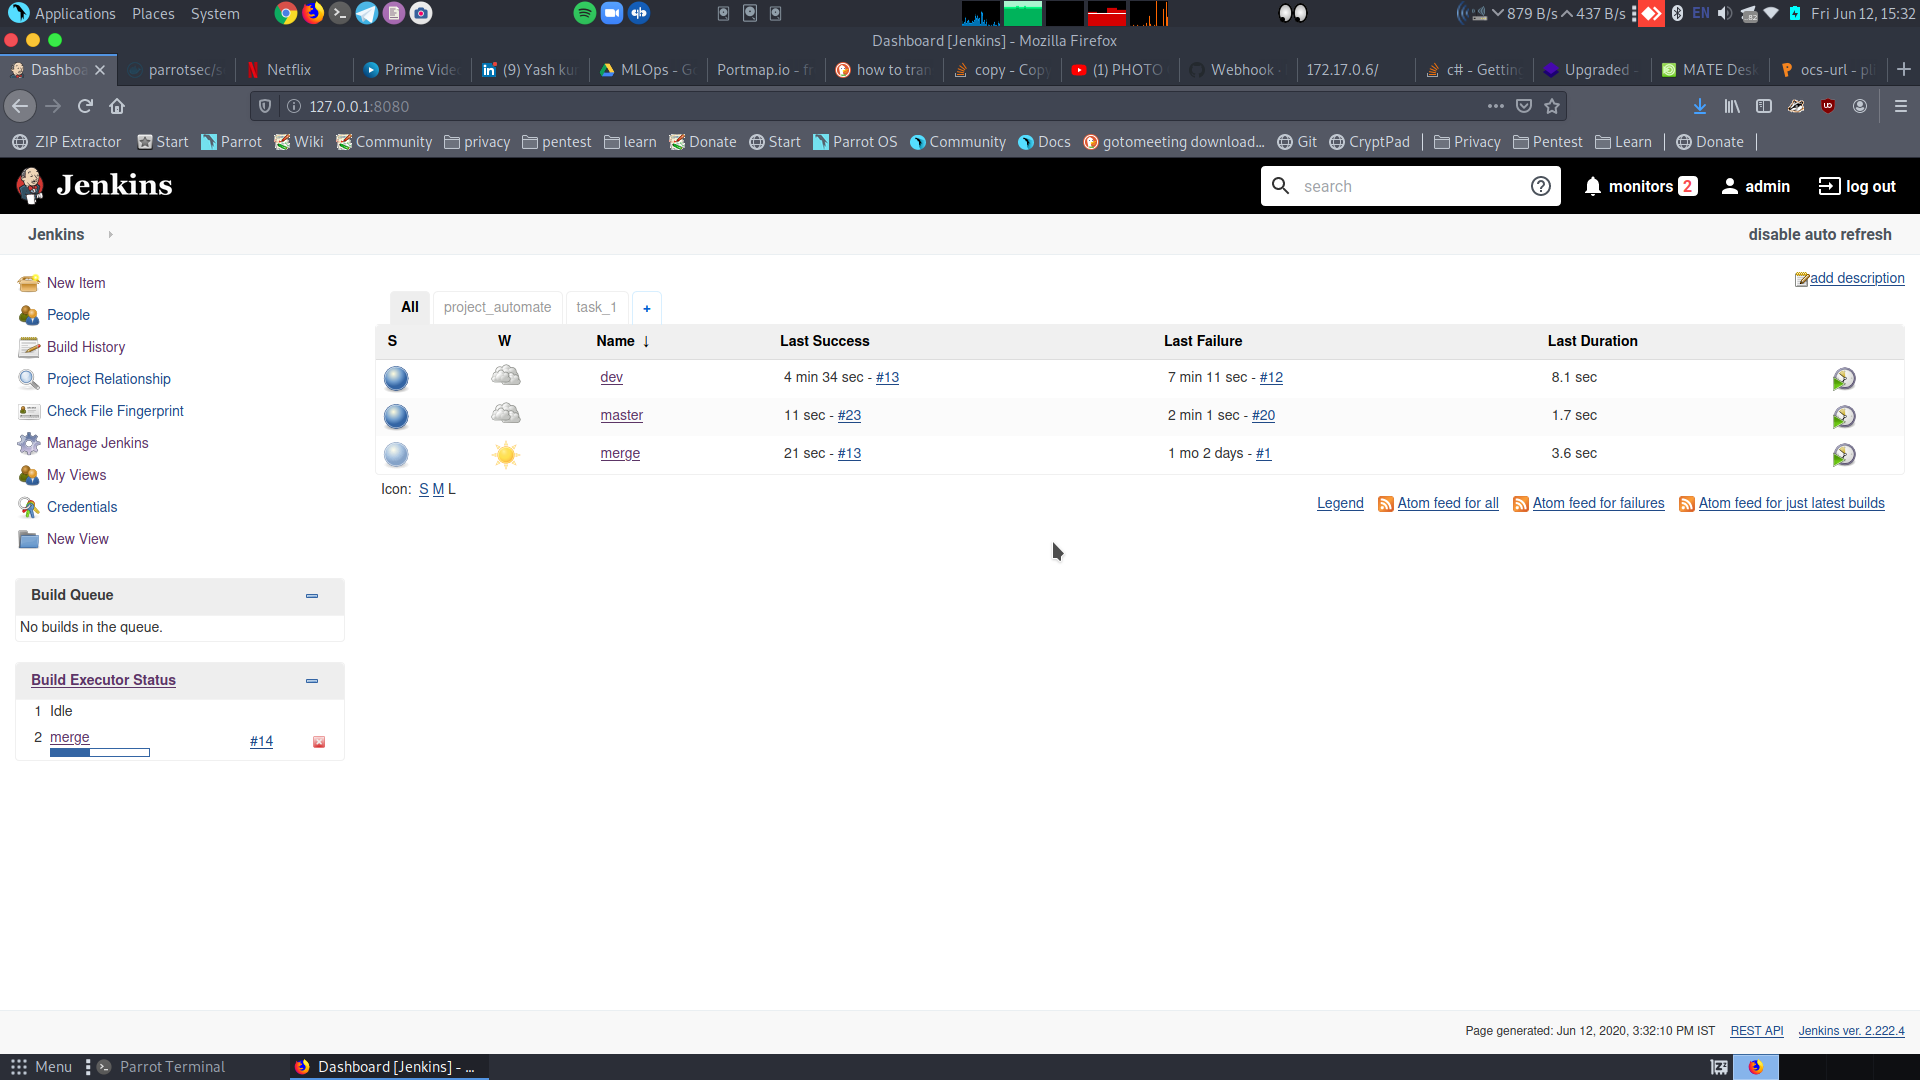 Applications Places System 879 B/s 437 B/s EN Fri Jun 12, 15:32
Dashboard [Jenkins] - Mozilla Firefox
Dashboa parrotsec/s Netflix Prime Vide (9) Yash ku MLOps - G Portmap.io - fr how to tran copy - Cop (1) PHOTO Webhook - 172.17.0.6/ c# - Gettin Upgraded - MATE Desk ocs-url - pl
127.0.0.1:8080
ZIP Extractor Start Parrot Wiki Community privacy pentest learn Donate Start Parrot OS Community Docs gotomeeting download... Git CryptPad Privacy Pentest Learn Donate
Jenkins search monitors 2 admin log out
Jenkins disable auto refresh
add description
New Item
People
Build History
Project Relationship
Check File Fingerprint
Manage Jenkins
My Views
Credentials
New View
All project_automate task_1 +
S W Name ↓ Last Success Last Failure Last Duration
dev 4 min 34 sec - #13 7 min 11 sec - #12 8.1 sec
master 11 sec - #23 2 min 1 sec - #20 1.7 sec
merge 21 sec - #13 1 mo 2 days - #1 3.6 sec
Icon: S M L
Legend Atom feed for all Atom feed for failures Atom feed for just latest builds
Build Queue
No builds in the queue.
Build Executor Status
1 Idle
2 merge #14
Page generated: Jun 12, 2020, 3:32:10 PM IST REST API Jenkins ver. 2.222.4
Menu Parrot Terminal Dashboard [Jenkins] - ...